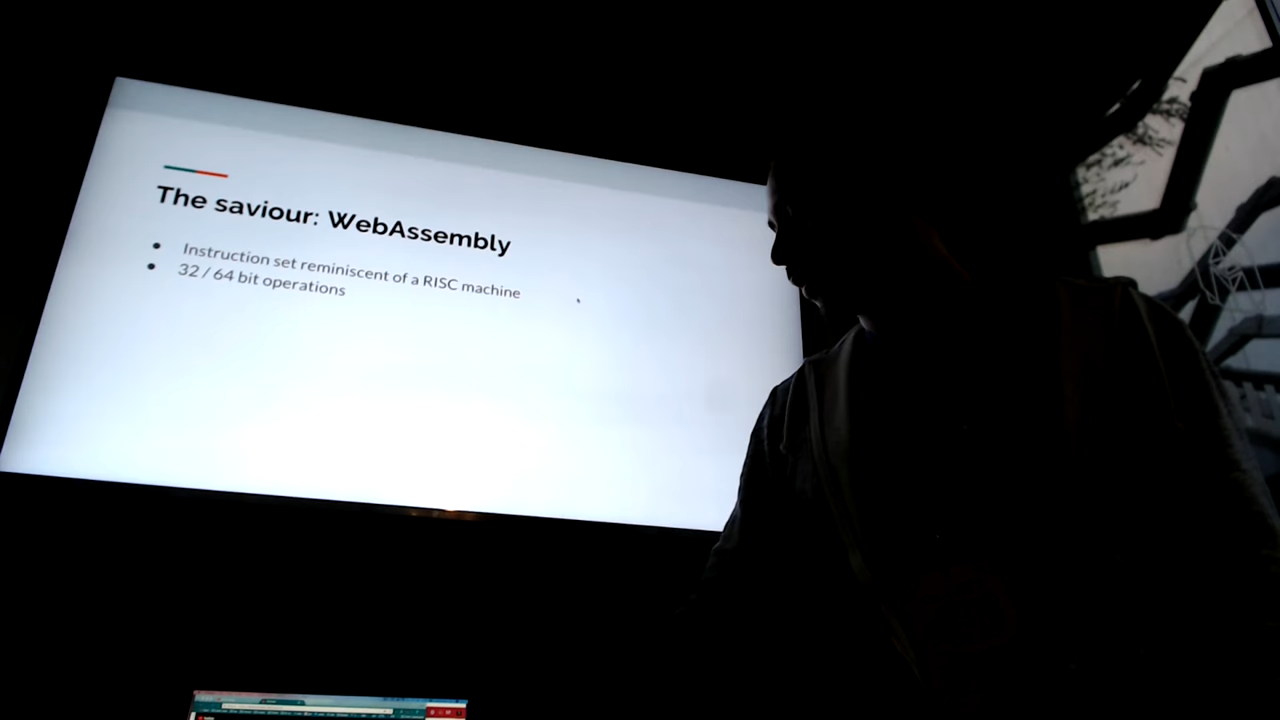 The saviour: WebAssembly
Instruction set reminiscent of a RISC machine
32 / 64 bit operations